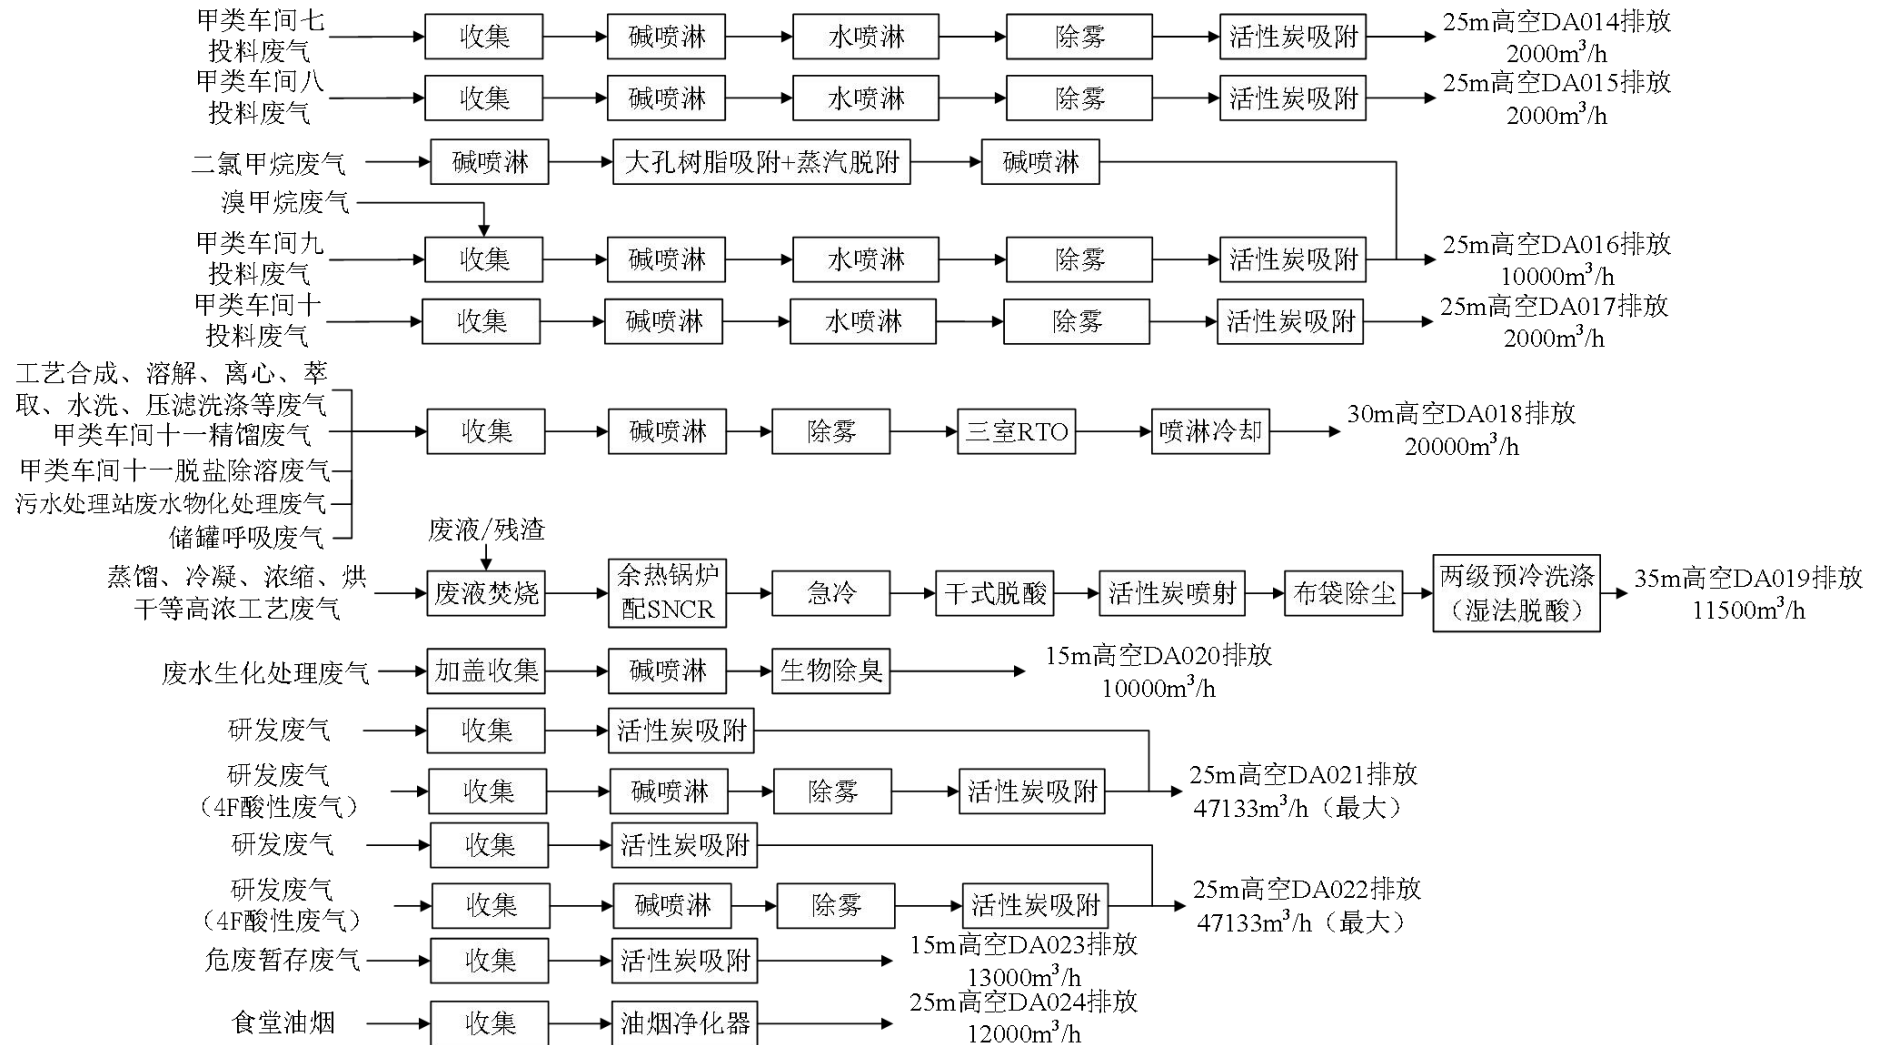 甲类车间七
投料废气
收集
碱喷淋
水喷淋
除雾
活性炭吸附
25m高空DA014排放
2000m³/h
甲类车间八
投料废气
收集
碱喷淋
水喷淋
除雾
活性炭吸附
25m高空DA015排放
2000m³/h
二氯甲烷废气
碱喷淋
大孔树脂吸附+蒸汽脱附
碱喷淋
溴甲烷废气
甲类车间九
投料废气
收集
碱喷淋
水喷淋
除雾
活性炭吸附
25m高空DA016排放
10000m³/h
甲类车间十
投料废气
收集
碱喷淋
水喷淋
除雾
活性炭吸附
25m高空DA017排放
2000m³/h
工艺合成、溶解、离心、萃
取、水洗、压滤洗涤等废气
甲类车间十一精馏废气
甲类车间十一脱盐除溶废气
污水处理站废水物化处理废气
储罐呼吸废气
收集
碱喷淋
除雾
三室RTO
喷淋冷却
30m高空DA018排放
20000m³/h
废液/残渣
蒸馏、冷凝、浓缩、烘
干等高浓工艺废气
废液焚烧
余热锅炉
配SNCR
急冷
干式脱酸
活性炭喷射
布袋除尘
两级预冷洗涤
（湿法脱酸）
35m高空DA019排放
11500m³/h
废水生化处理废气
加盖收集
碱喷淋
生物除臭
15m高空DA020排放
10000m³/h
研发废气
收集
活性炭吸附
研发废气
（4F酸性废气）
收集
碱喷淋
除雾
活性炭吸附
25m高空DA021排放
47133m³/h（最大）
研发废气
收集
活性炭吸附
研发废气
（4F酸性废气）
收集
碱喷淋
除雾
活性炭吸附
25m高空DA022排放
47133m³/h（最大）
危废暂存废气
收集
活性炭吸附
15m高空DA023排放
13000m³/h
食堂油烟
收集
油烟净化器
25m高空DA024排放
12000m³/h